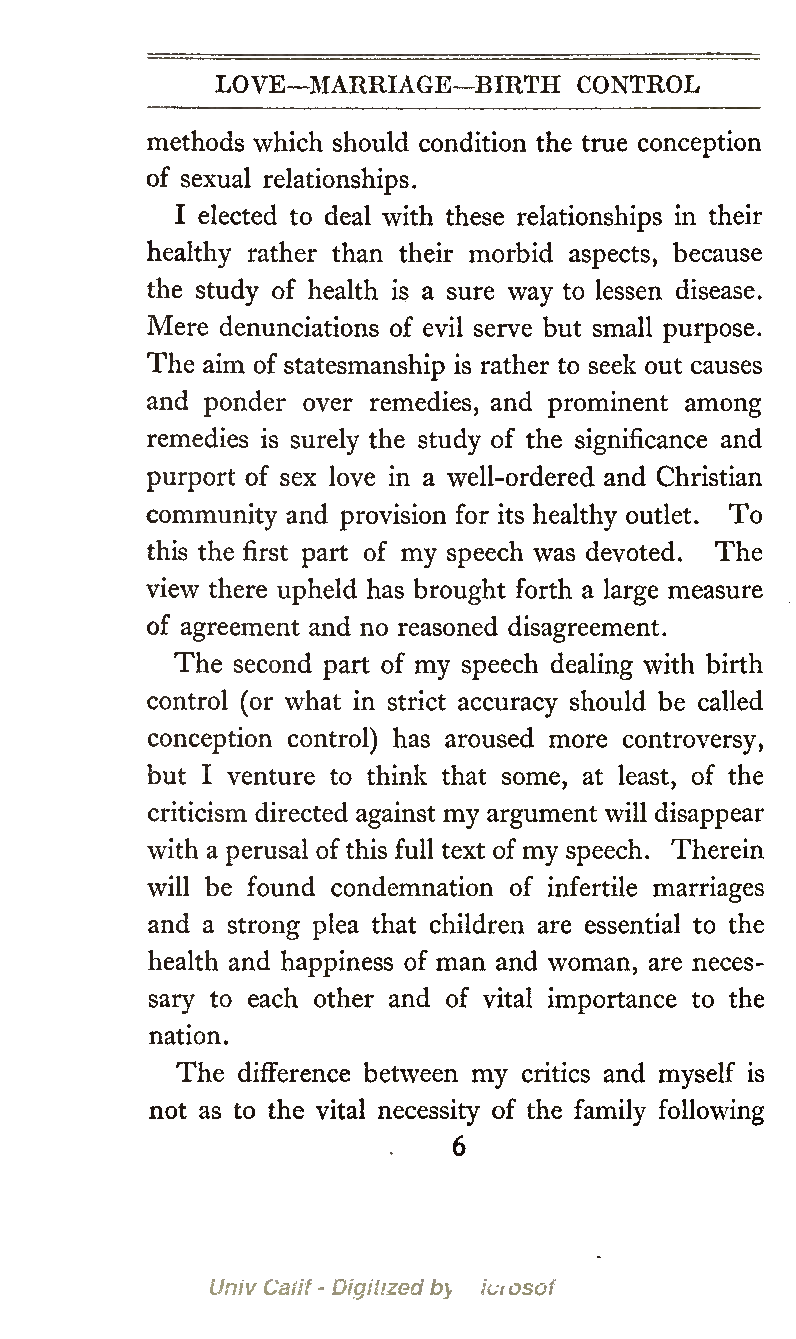 LOVE—MARRIAGE—BIRTH CONTROL
methods which should condition the true conception
of sexual relationships.
I elected to deal with these relationships in their
healthy rather than their morbid aspects, because
the study of health is a sure way to lessen disease.
Mere denunciations of evil serve but small purpose.
The aim of statesmanship is rather to seek out causes
and ponder over remedies, and prominent among
remedies is surely the study of the significance and
purport of sex love in a well-ordered and Christian
community and provision for its healthy outlet. To
this the first part of my speech was devoted. The
view there upheld has brought forth a large measure
of agreement and no reasoned disagreement.
The second part of my speech dealing with birth
control (or what in strict accuracy should be called
conception control) has aroused more controversy,
but I venture to think that some, at least, of the
criticism directed against my argument will disappear
with a perusal of this full text of my speech. Therein
will be found condemnation of infertile marriages
and a strong plea that children are essential to the
health and happiness of man and woman, are neces-
sary to each other and of vital importance to the
nation.
The difference between my critics and myself is
not as to the vital necessity of the family following
6
Univ Calif - Digitized by